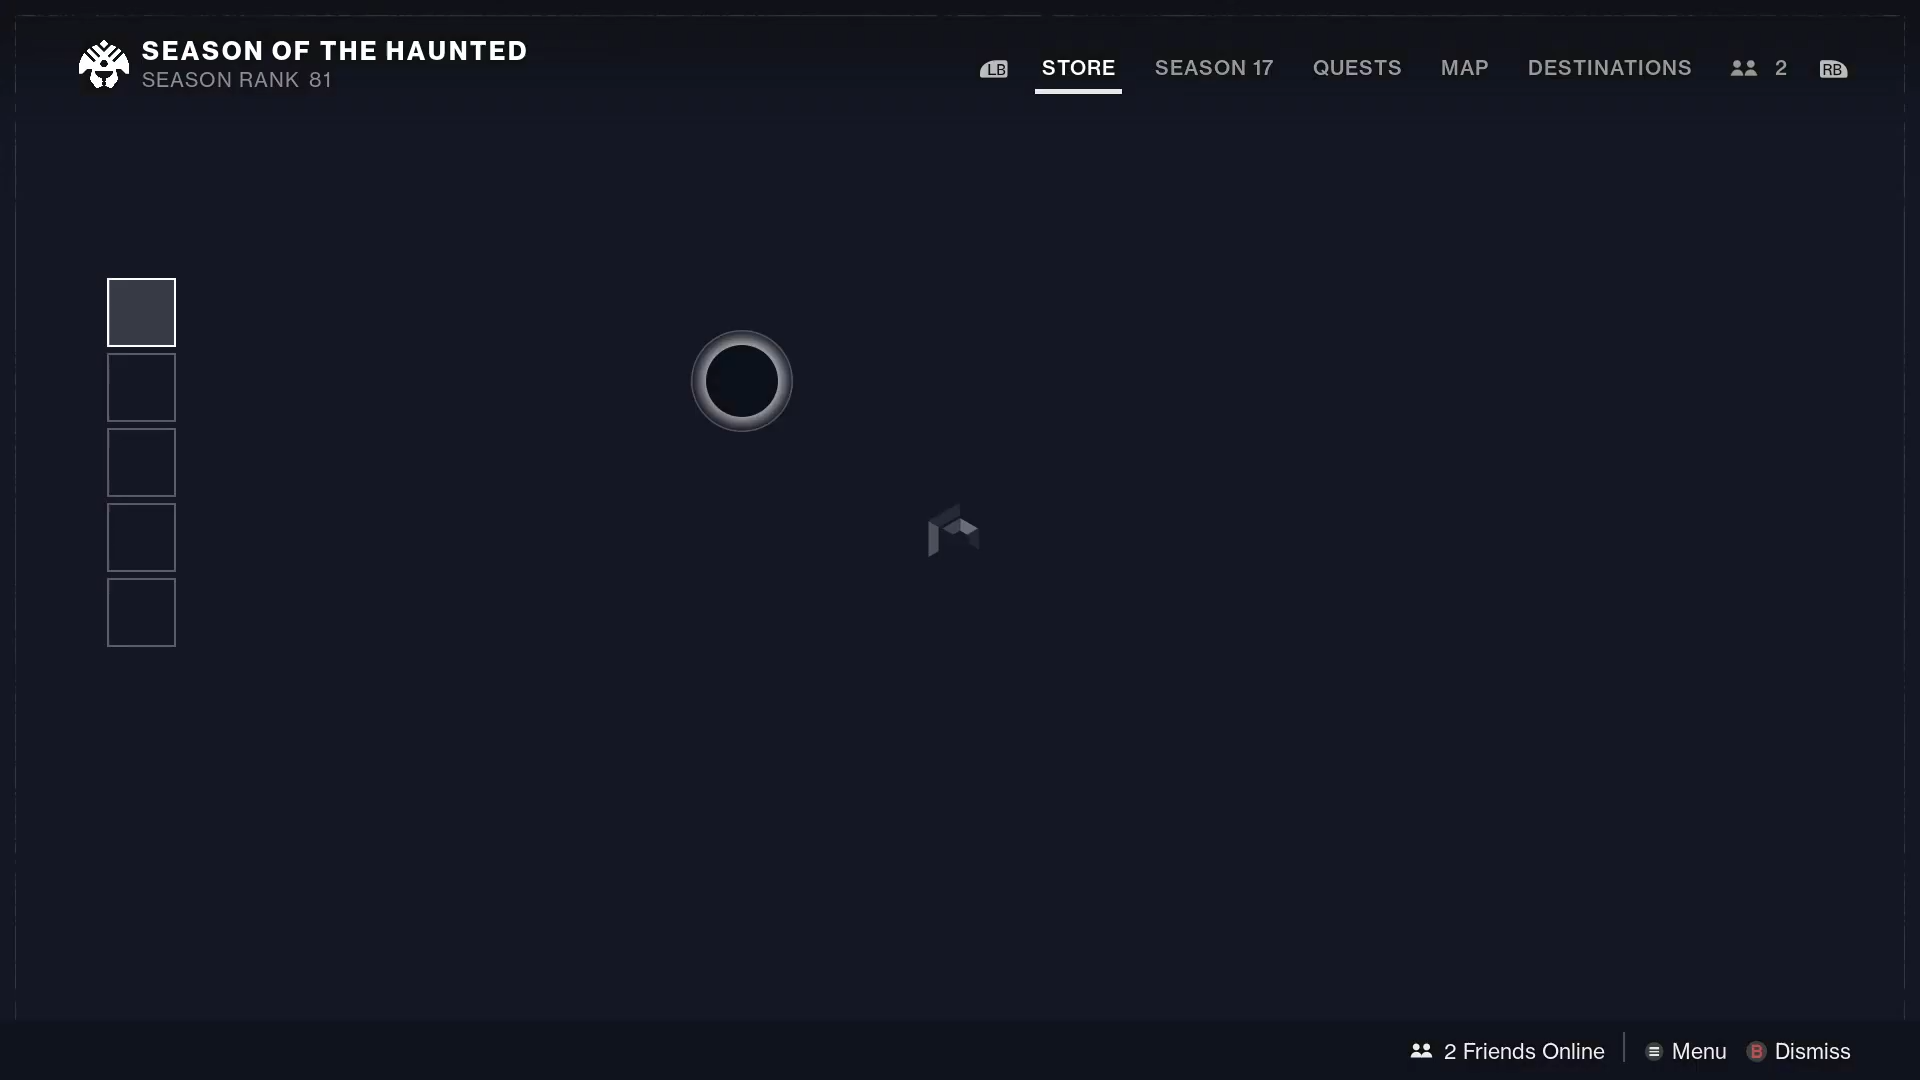 SEASON OF THE HAUNTED
SEASON RANK 81
LB
STORE
SEASON 17
QUESTS
MAP
DESTINATIONS
2
RB
2 Friends Online
Menu
B
Dismiss